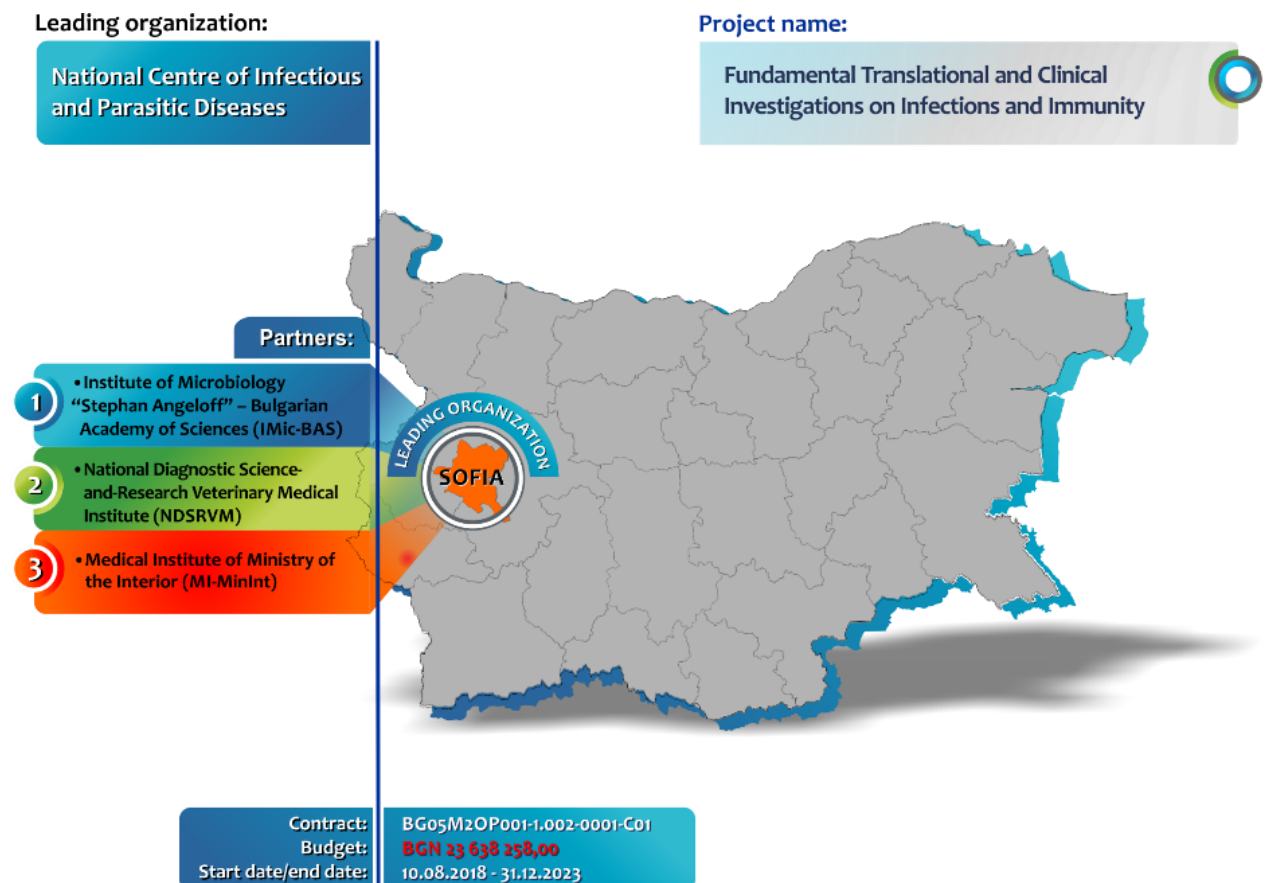 Leading organization:
National Centre of Infectious
and Parasitic Diseases
Project name:
Fundamental Translational and Clinical
Investigations on Infections and Immunity
Partners:
1
• Institute of Microbiology
“Stephan Angeloff” – Bulgarian
Academy of Sciences (IMic-BAS)
2
• National Diagnostic Science-
and-Research Veterinary Medical
Institute (NDSRVM)
3
• Medical Institute of Ministry of
the Interior (MI-MinInt)
LEADING ORGANIZATION
SOFIA
Contract: BG05M2OP001-1.002-0001-C01
Budget: BGN 23 638 258,00
Start date/end date: 10.08.2018 - 31.12.2023